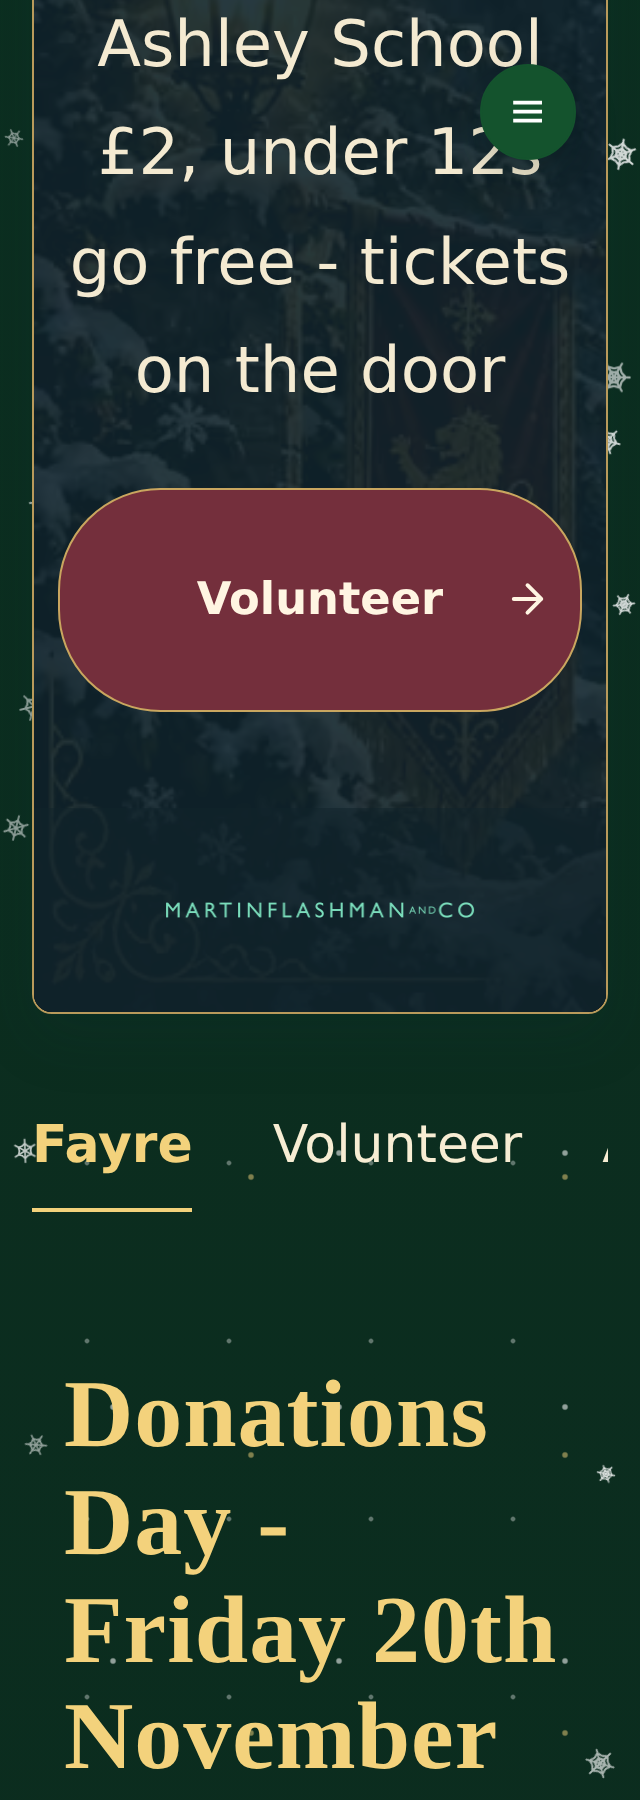 Ashley School
£2, under 12s
go free - tickets
on the door
Volunteer
MARTINFLASHMANANDCO
Fayre Volunteer
Donations
Day -
Friday 20th
November